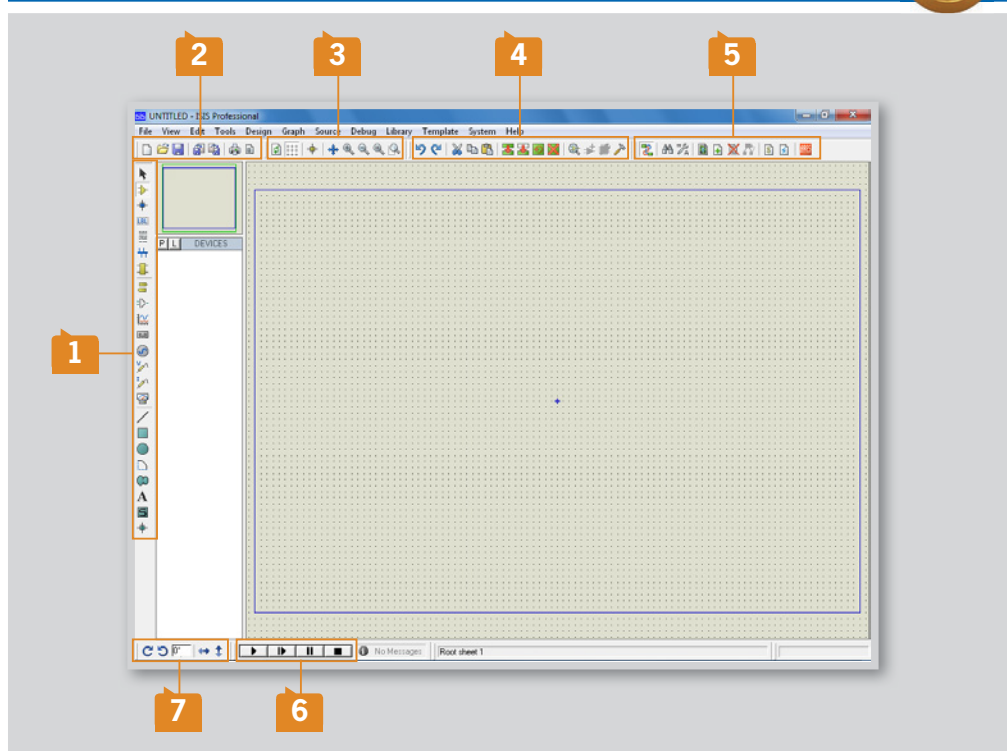 2 3 4 5
UNTITLED - ISIS Professional
File View Edit Tools Design Graph Source Debug Library Template System Help
P L DEVICES
LBL
1
A
S
0°
No Messages
Root sheet 1
7 6